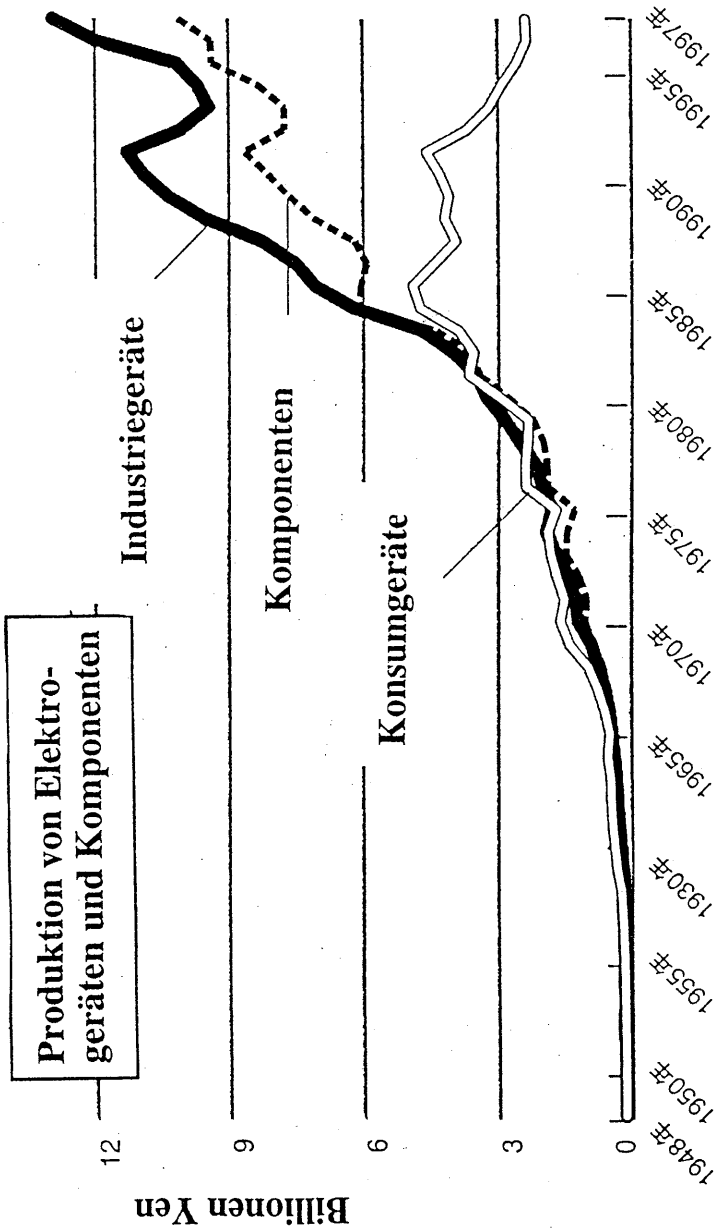 Produktion von Elektro-
geräten und Komponenten
Billionen Yen
12
9
6
3
0
Industriegeräte
Komponenten
Konsumgeräte
1948年
1950年
1955年
1930年
1965年
1970年
1975年
1980年
1985年
1990年
1995年
1997年